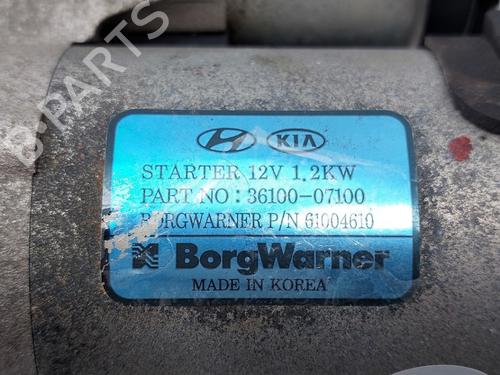 KIA
STARTER 12V 1.2KW
PART NO : 36100-07100
BORGWARNER P/N 61004610
BorgWarner
MADE IN KOREA
B-PARTS